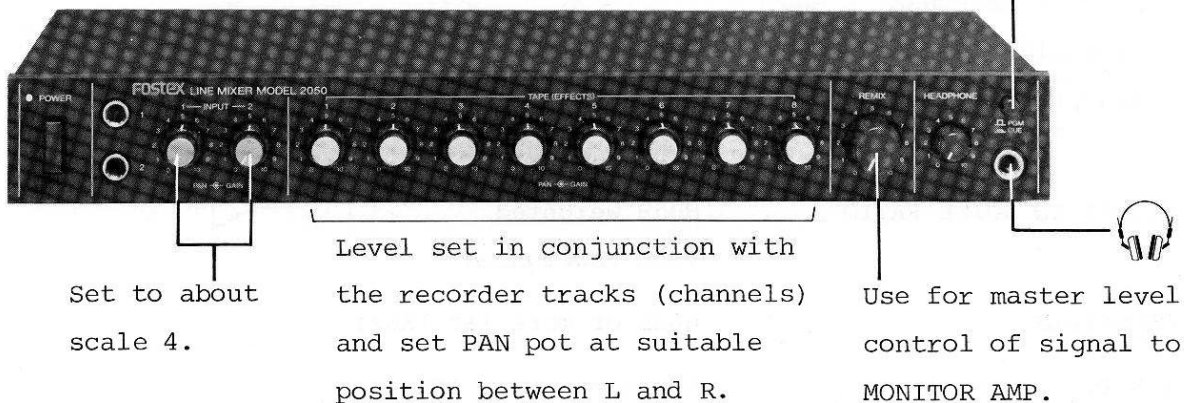 FOSTEX LINE MIXER MODEL 2050
POWER
1 — INPUT — 2
TAPE (EFFECTS)
1 2 3 4 5 6 7 8
REMIX
HEADPHONE
PGM
CUE
1
2
PAN GAIN
PAN GAIN
Set to about
scale 4.
Level set in conjunction with
the recorder tracks (channels)
and set PAN pot at suitable
position between L and R.
Use for master level
control of signal to
MONITOR AMP.